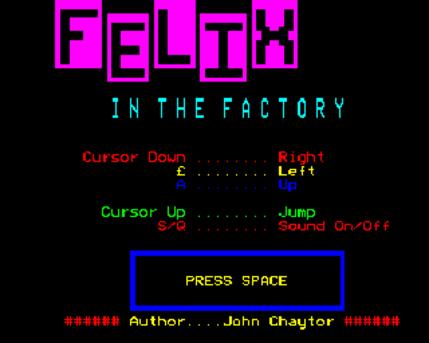 FELIX
IN THE FACTORY
Cursor Down ........ Right
£ ........ Left
A ........ Up
Cursor Up ........ Jump
S/Q ........ Sound On/Off
PRESS SPACE
###### Author....John Chaytor ######